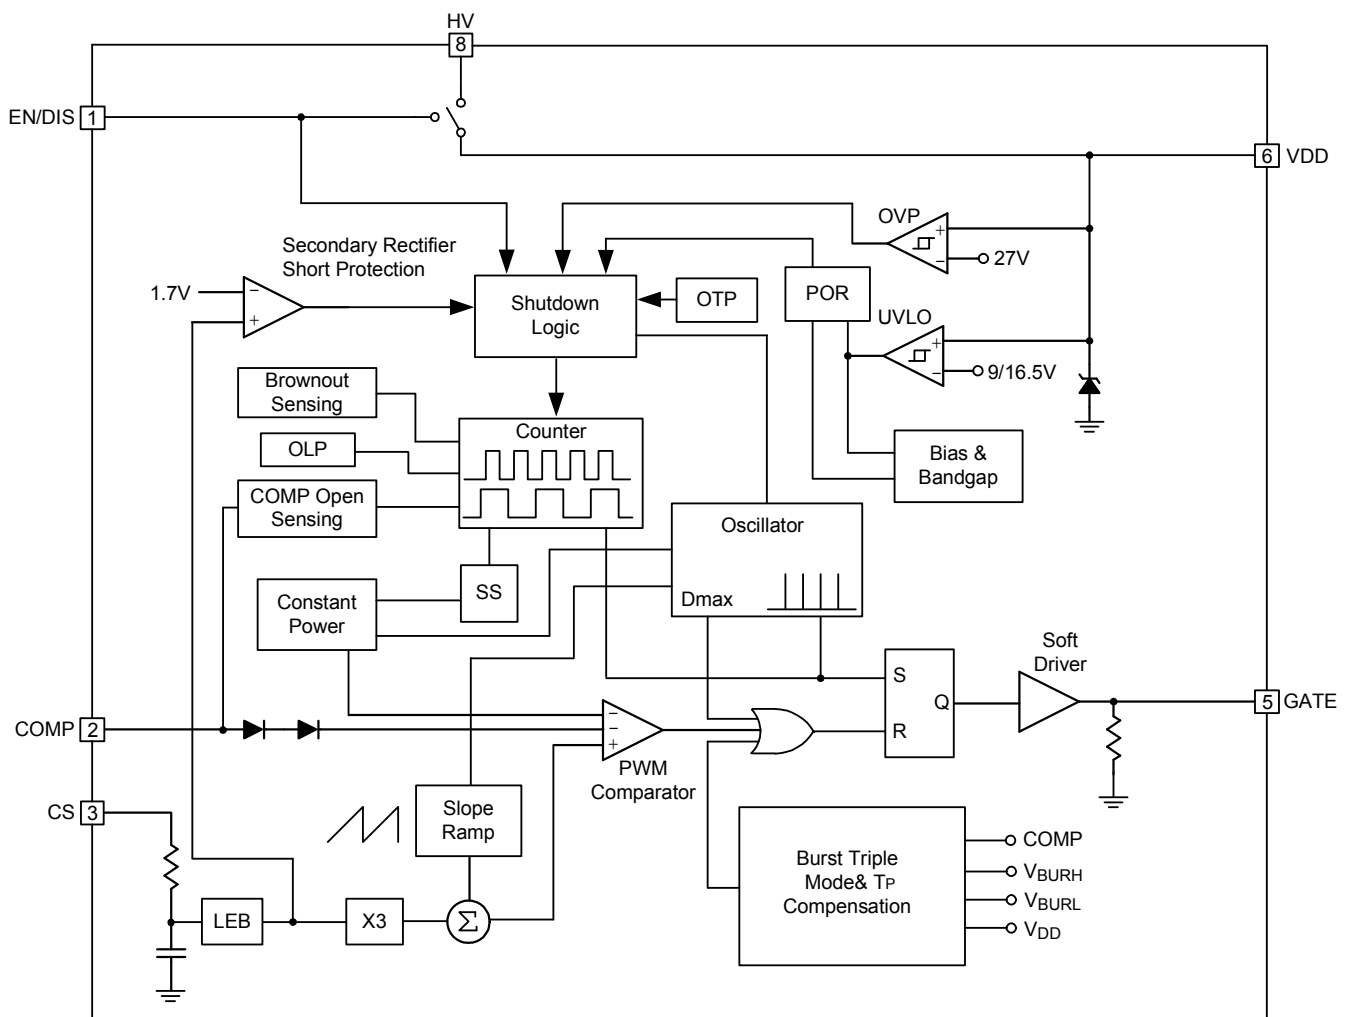 HV
8
EN/DIS 1
6 VDD
OVP
+
−
27V
Secondary Rectifier
Short Protection
1.7V
−
+
Shutdown
Logic
OTP
POR
UVLO
+
−
9/16.5V
Brownout
Sensing
OLP
COMP Open
Sensing
Counter
Bias &
Bandgap
Oscillator
Dmax
SS
Constant
Power
Soft
Driver
S
Q
R
5 GATE
COMP 2
−
−
+
PWM
Comparator
CS 3
Slope
Ramp
LEB
X3
Σ
Burst Triple
Mode& TP
Compensation
COMP
VBURH
VBURL
VDD